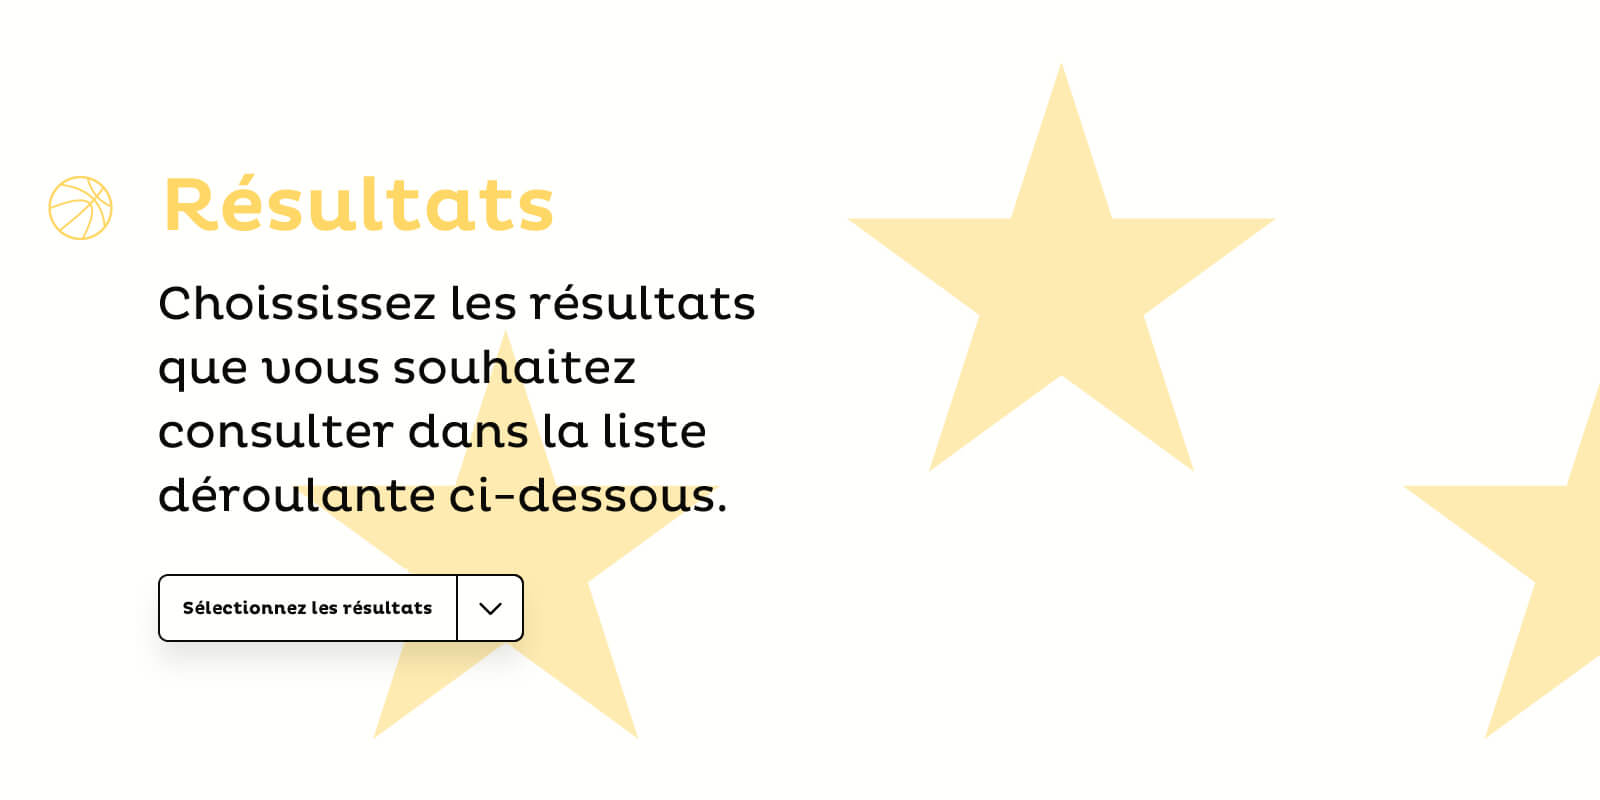 Résultats
Choississez les résultats
que vous souhaitez
consulter dans la liste
déroulante ci-dessous.
Sélectionnez les résultats